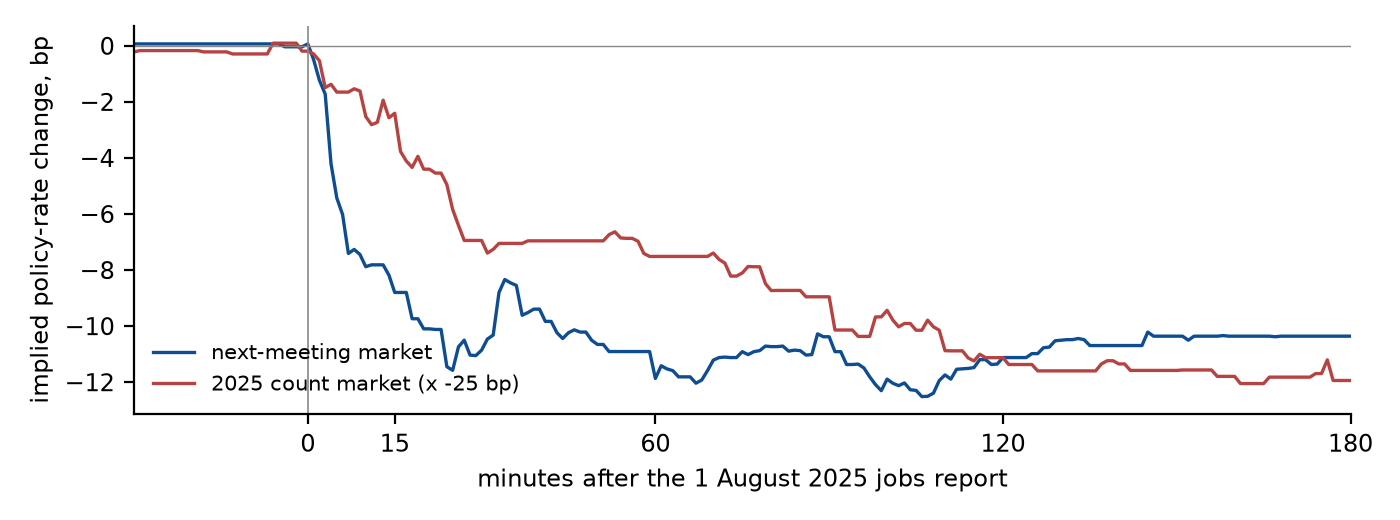 implied policy-rate change, bp
0
−2
−4
−6
−8
−10
−12
next-meeting market
2025 count market (x -25 bp)
0 15 60 120 180
minutes after the 1 August 2025 jobs report